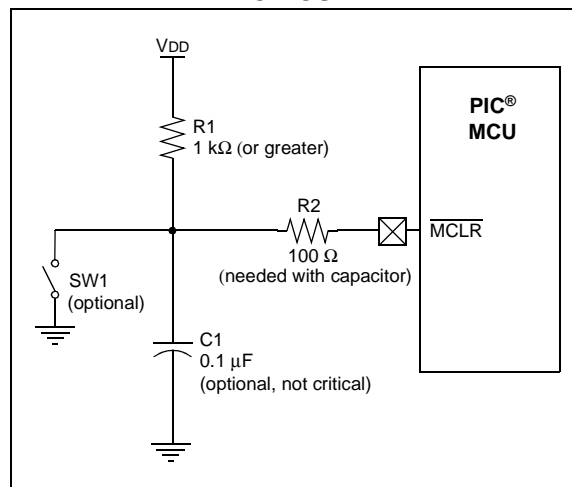 VDD
R1
1 kΩ (or greater)
PIC®
MCU
R2
100 Ω
(needed with capacitor)
MCLR
SW1
(optional)
C1
0.1 μF
(optional, not critical)